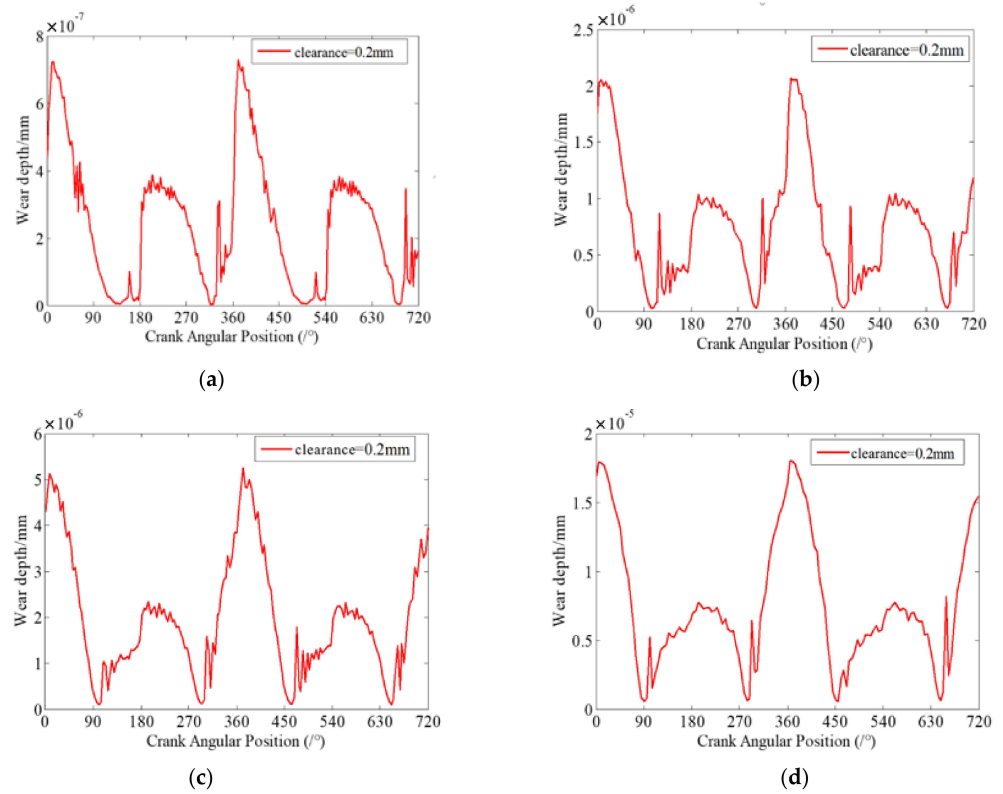 ×10⁻⁷
clearance=0.2mm
8
6
4
2
0
Wear depth/mm
0 90 180 270 360 450 540 630 720
Crank Angular Position (/°)
(a)
×10⁻⁶
clearance=0.2mm
2.5
2
1.5
1
0.5
0
Wear depth/mm
0 90 180 270 360 450 540 630 720
Crank Angular Position (/°)
(b)
×10⁻⁶
clearance=0.2mm
6
5
4
3
2
1
0
Wear depth/mm
0 90 180 270 360 450 540 630 720
Crank Angular Position (/°)
(c)
×10⁻⁵
clearance=0.2mm
2
1.5
1
0.5
0
Wear depth/mm
0 90 180 270 360 450 540 630 720
Crank Angular Position (/°)
(d)